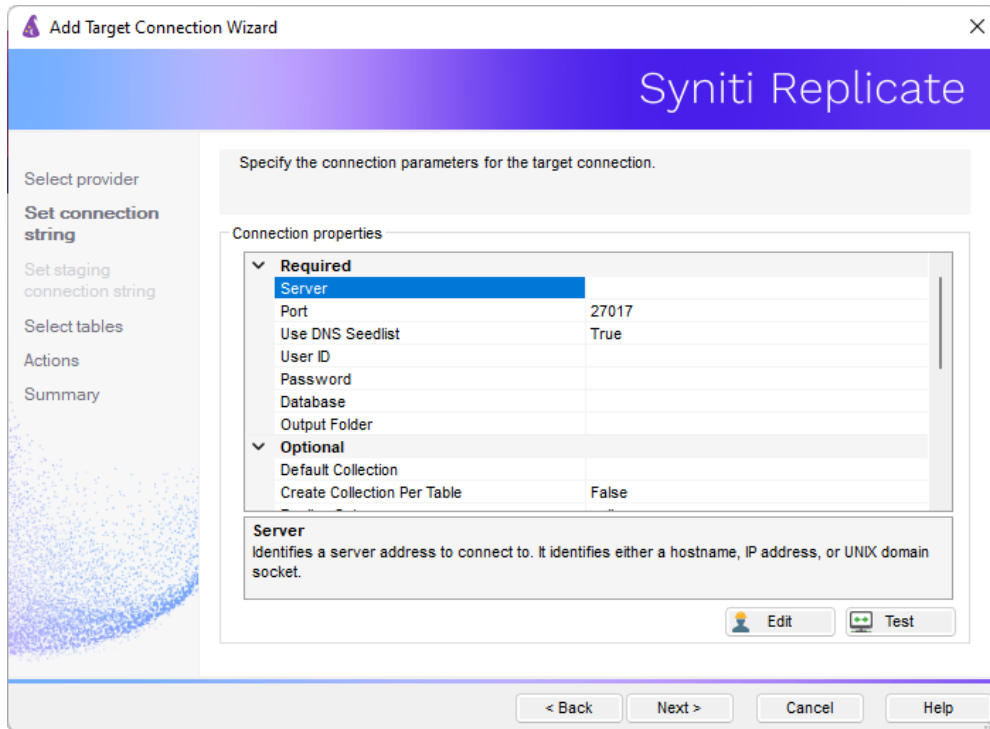 Add Target Connection Wizard
Syniti Replicate
Select provider
Set connection
string
Set staging
connection string
Select tables
Actions
Summary
Specify the connection parameters for the target connection.
Connection properties
Required
Server
Port 27017
Use DNS Seedlist True
User ID
Password
Database
Output Folder
Optional
Default Collection
Create Collection Per Table False
Server
Identifies a server address to connect to. It identifies either a hostname, IP address, or UNIX domain
socket.
Edit Test
< Back Next > Cancel Help